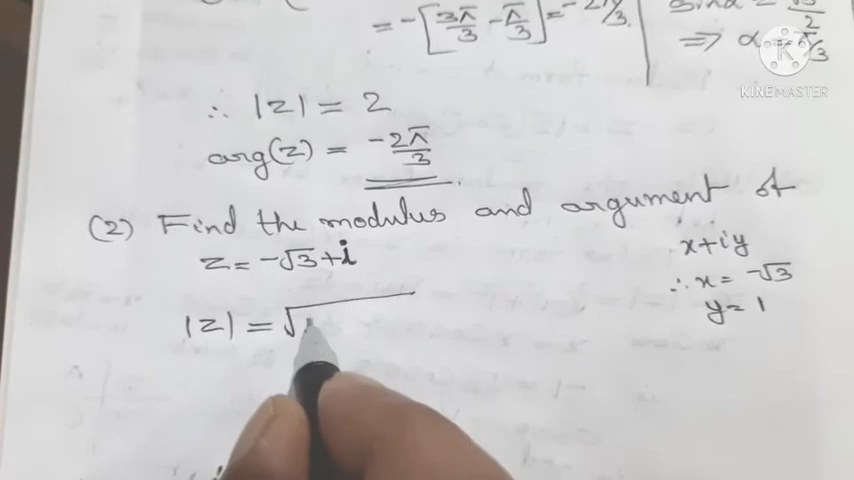 = -[3π/3 - π/3] = -2π/3.
2
⇒ α = π/3
KINEMASTER
∴ |z| = 2
arg(z) = -2π/3
(2) Find the modulus and argument of
z = -√3+i
x+iy
∴ x = -√3
y = 1
|z| = √